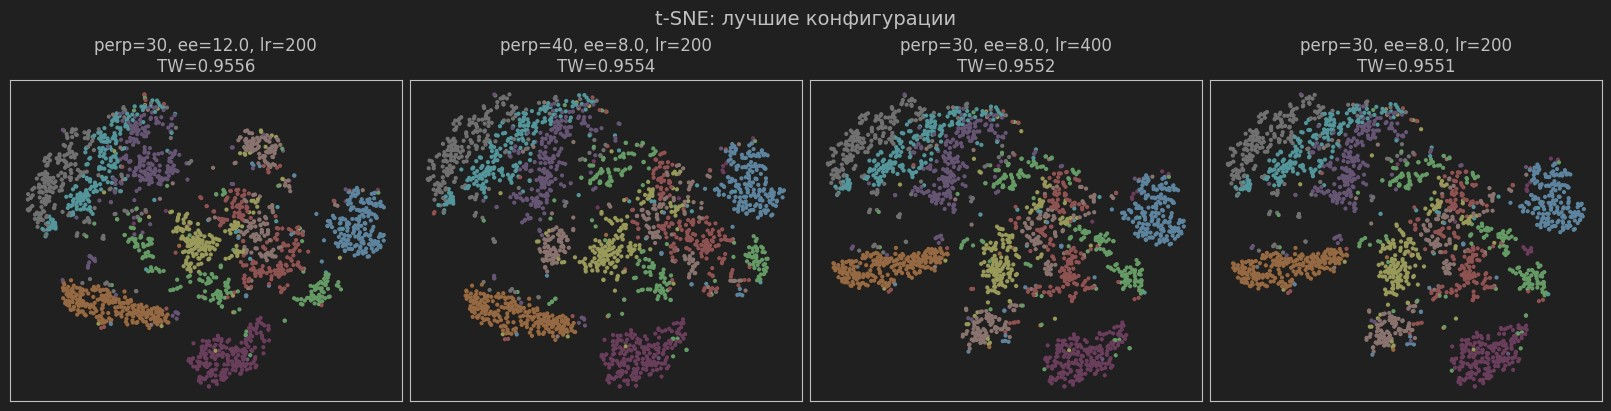 t-SNE: лучшие конфигурации
perp=30, ee=12.0, lr=200
TW=0.9556
perp=40, ee=8.0, lr=200
TW=0.9554
perp=30, ee=8.0, lr=400
TW=0.9552
perp=30, ee=8.0, lr=200
TW=0.9551